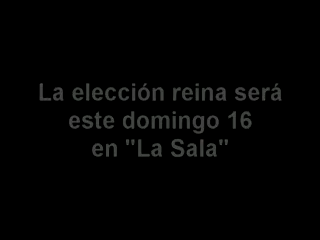 La elección reina será
este domingo 16
en "La Sala"